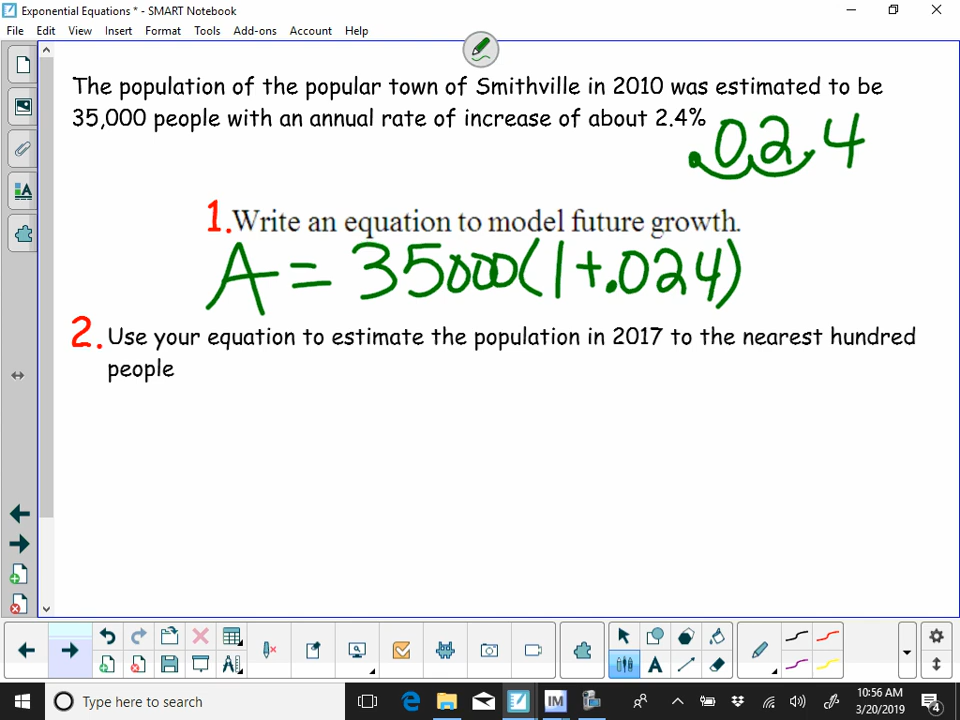 Exponential Equations * - SMART Notebook
File Edit View Insert Format Tools Add-ons Account Help
The population of the popular town of Smithville in 2010 was estimated to be
35,000 people with an annual rate of increase of about 2.4%
.02.4
1. Write an equation to model future growth.
A = 35000(1+.024)
2. Use your equation to estimate the population in 2017 to the nearest hundred
people
Type here to search
10:56 AM
3/20/2019
4